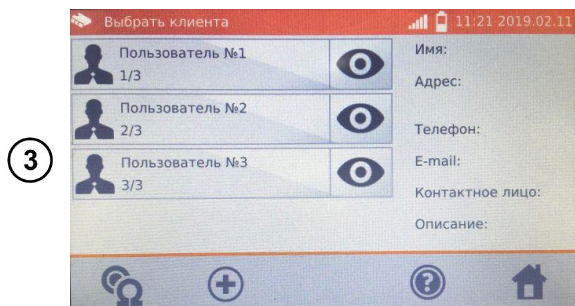 3
Выбрать клиента
11:21 2019.02.11
Пользователь №1
1/3
Пользователь №2
2/3
Пользователь №3
3/3
Имя:
Адрес:
Телефон:
E-mail:
Контактное лицо:
Описание: